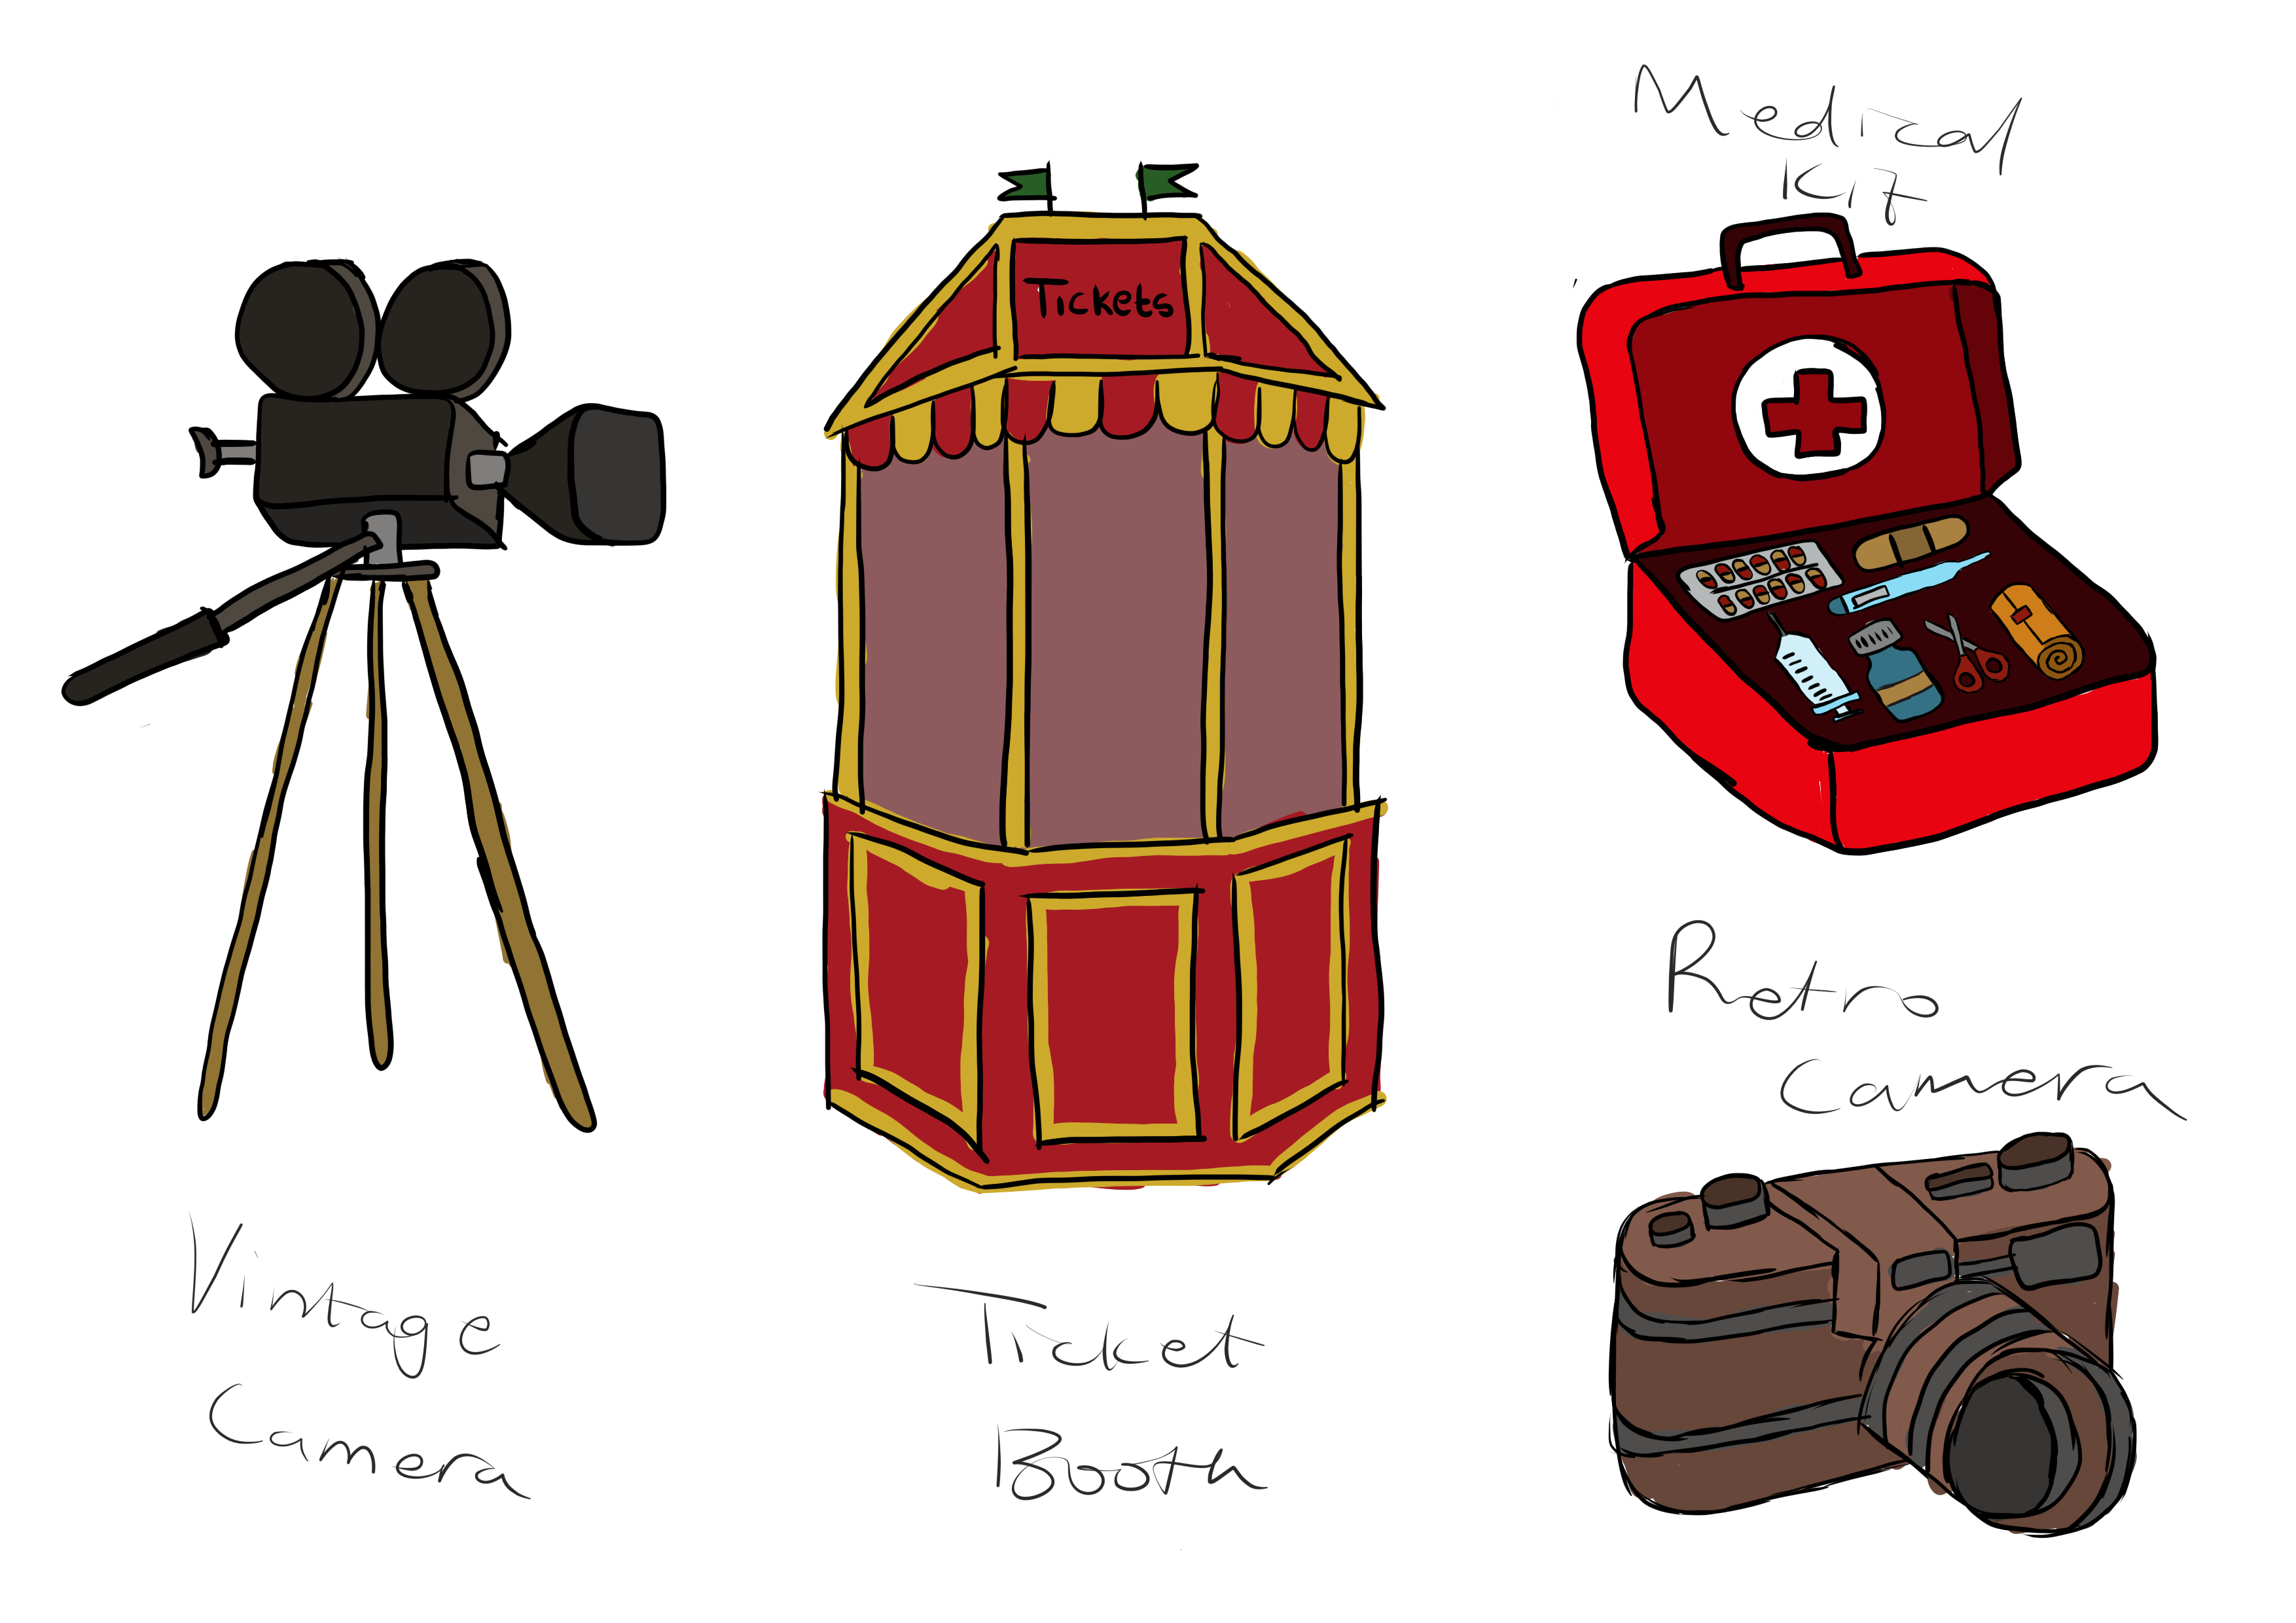 Medical
Kit
Tickets
Retro
Camera
Vintage
Camera
Ticket
Booth